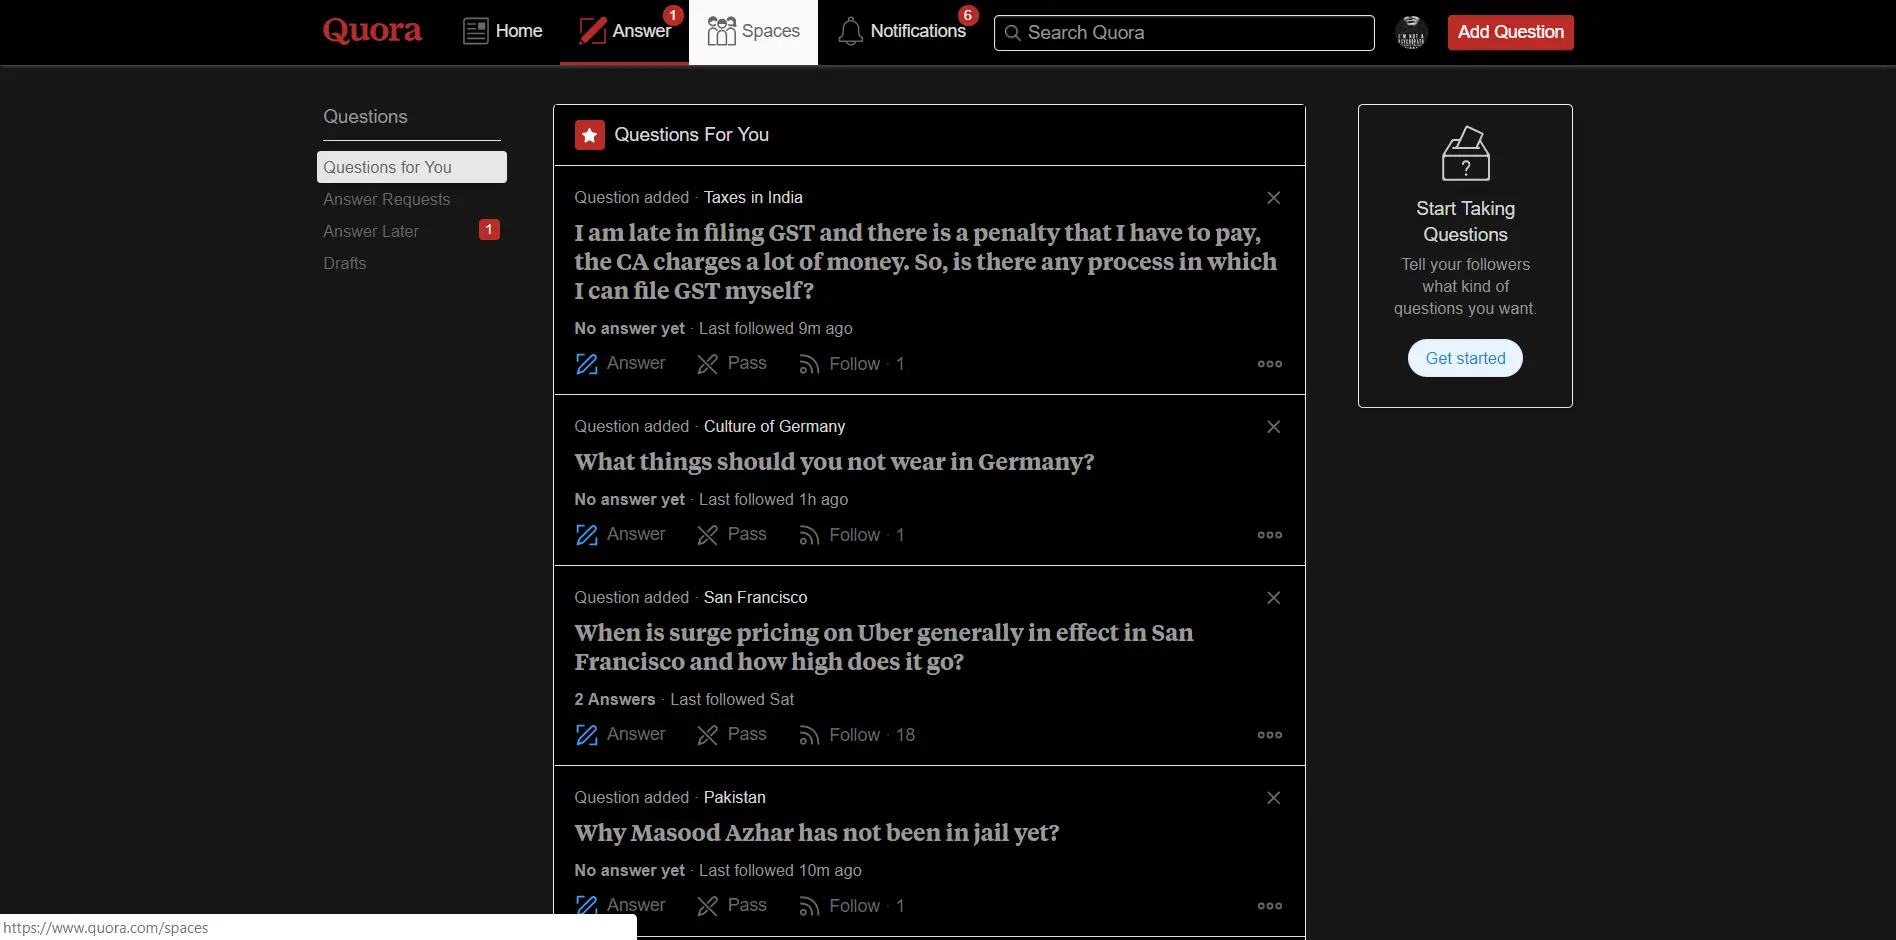 Quora
Home
Answer
1
Spaces
Notifications
6
Search Quora
Add Question
Questions
Questions for You
Answer Requests
Answer Later
1
Drafts
Questions For You
Question added · Taxes in India
I am late in filing GST and there is a penalty that I have to pay,
the CA charges a lot of money. So, is there any process in which
I can file GST myself?
No answer yet · Last followed 9m ago
Answer Pass Follow · 1
Question added · Culture of Germany
What things should you not wear in Germany?
No answer yet · Last followed 1h ago
Answer Pass Follow · 1
Question added · San Francisco
When is surge pricing on Uber generally in effect in San
Francisco and how high does it go?
2 Answers · Last followed Sat
Answer Pass Follow · 18
Question added · Pakistan
Why Masood Azhar has not been in jail yet?
No answer yet · Last followed 10m ago
Answer Pass Follow · 1
?
Start Taking
Questions
Tell your followers
what kind of
questions you want.
Get started
https://www.quora.com/spaces